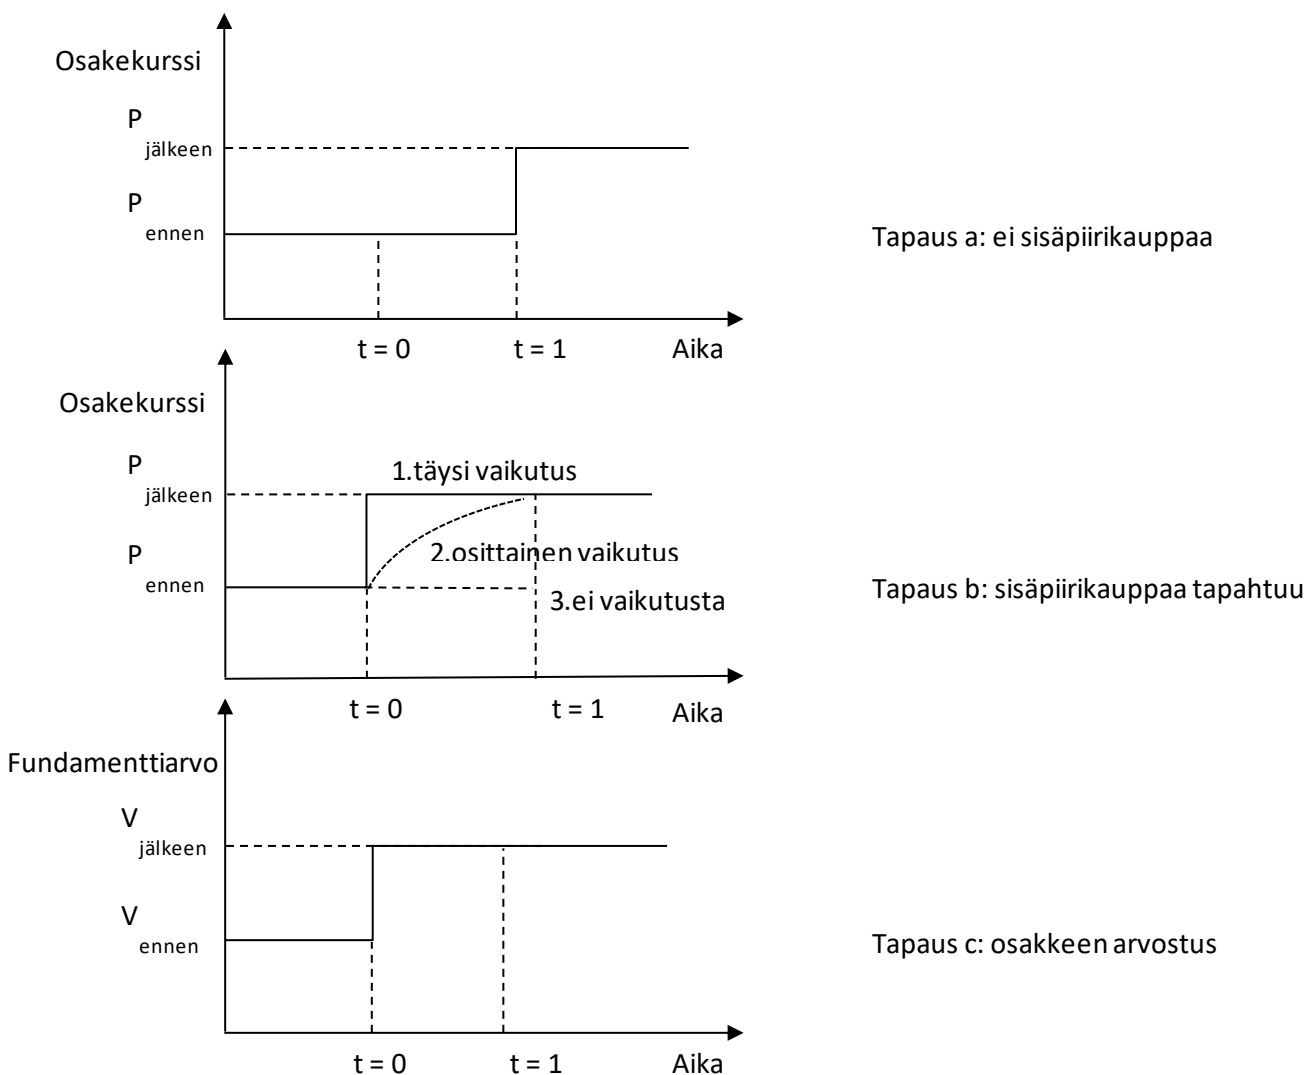 Osakekurssi
P
jälkeen
P
ennen
Tapaus a: ei sisäpiirikauppaa
t = 0 t = 1 Aika
Osakekurssi
P
jälkeen
1.täysi vaikutus
P
ennen
2.osittainen vaikutus
3.ei vaikutusta
Tapaus b: sisäpiirikauppaa tapahtuu
t = 0 t = 1 Aika
Fundamenttiarvo
V
jälkeen
V
ennen
Tapaus c: osakkeen arvostus
t = 0 t = 1 Aika